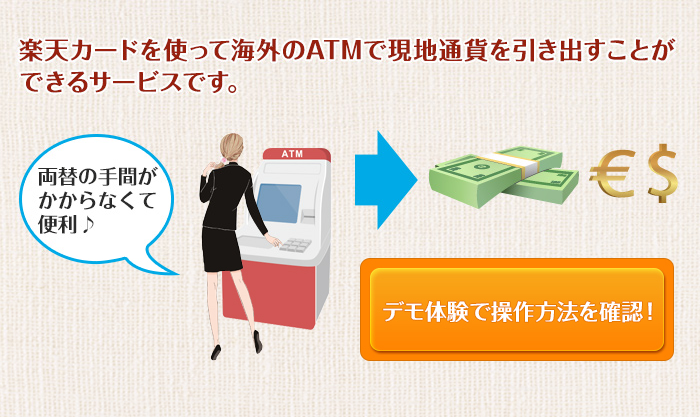 楽天カードを使って海外のATMで現地通貨を引き出すことが
できるサービスです。
両替の手間が
かからなくて
便利♪
ATM
€ $
デモ体験で操作方法を確認!